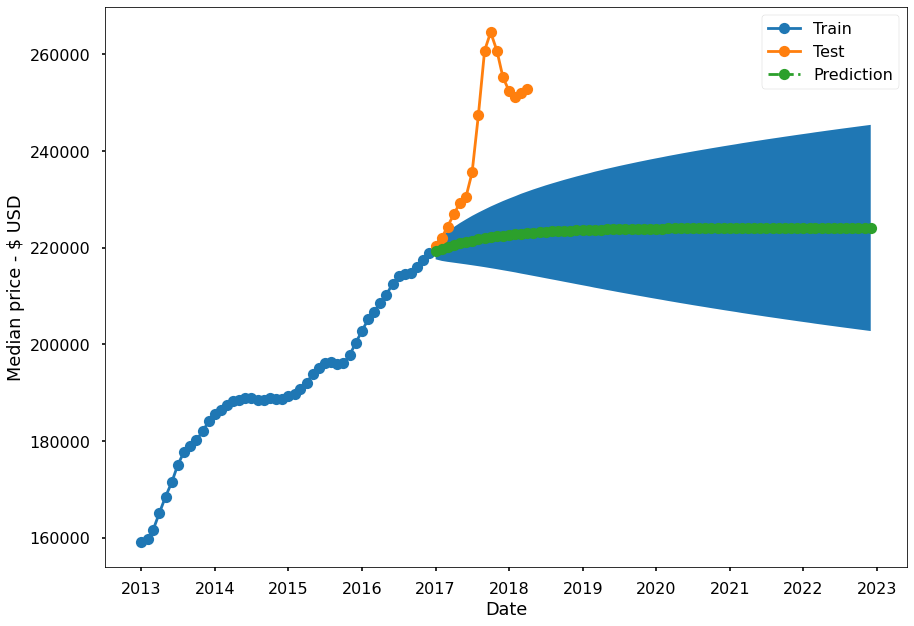 Train
Test
Prediction
260000
240000
220000
200000
180000
160000
Median price - $ USD
2013 2014 2015 2016 2017 2018 2019 2020 2021 2022 2023
Date